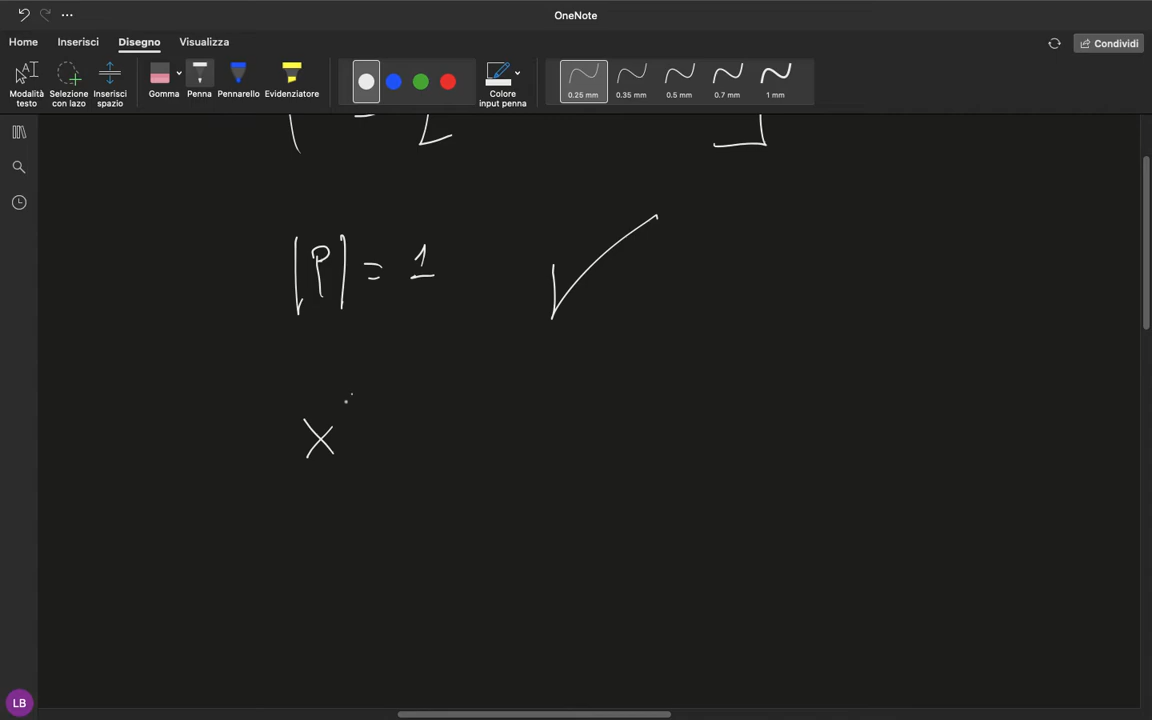 OneNote
Home Inserisci Disegno Visualizza
Condividi
Modalità testo
Selezione con lazo
Inserisci spazio
Gomma
Penna
Pennarello
Evidenziatore
Colore input penna
0.25 mm
0.35 mm
0.5 mm
0.7 mm
1 mm
|P| = 1
X
LB